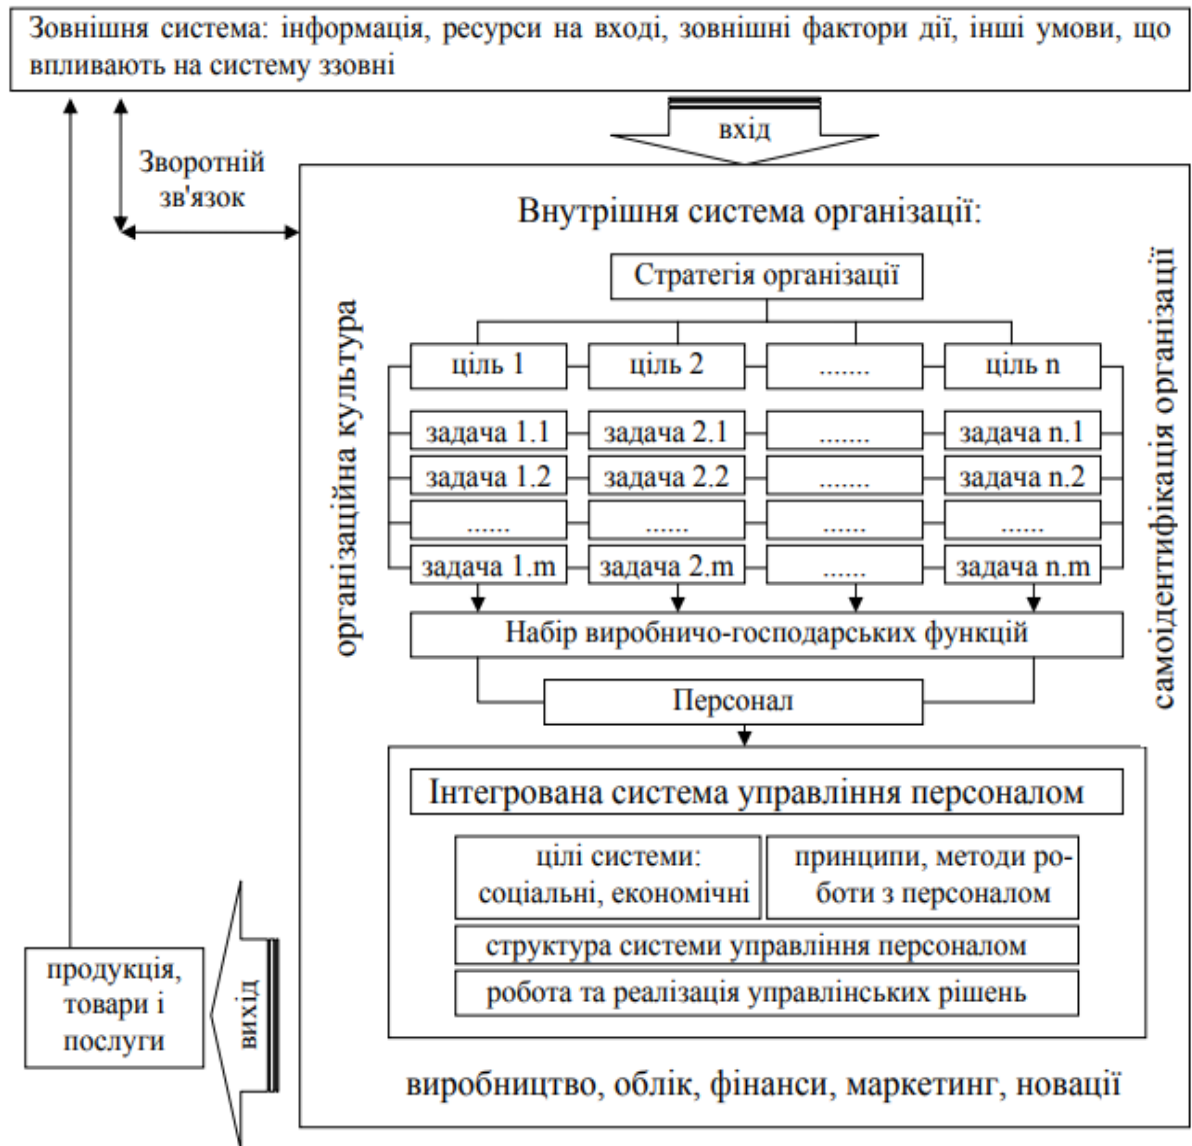 Зовнішня система: інформація, ресурси на вході, зовнішні фактори дії, інші умови, що
впливають на систему ззовні
вхід
Зворотній
зв'язок
Внутрішня система організації:
Стратегія організації
організаційна культура
самоідентифікація організації
ціль 1
ціль 2
.......
ціль n
задача 1.1
задача 2.1
.......
задача n.1
задача 1.2
задача 2.2
.......
задача n.2
......
......
......
......
задача 1.m
задача 2.m
......
задача n.m
Набір виробничо-господарських функцій
Персонал
Інтегрована система управління персоналом
цілі системи:
соціальні, економічні
принципи, методи ро-
боти з персоналом
структура системи управління персоналом
робота та реалізація управлінських рішень
продукція,
товари і
послуги
вихід
виробництво, облік, фінанси, маркетинг, новації